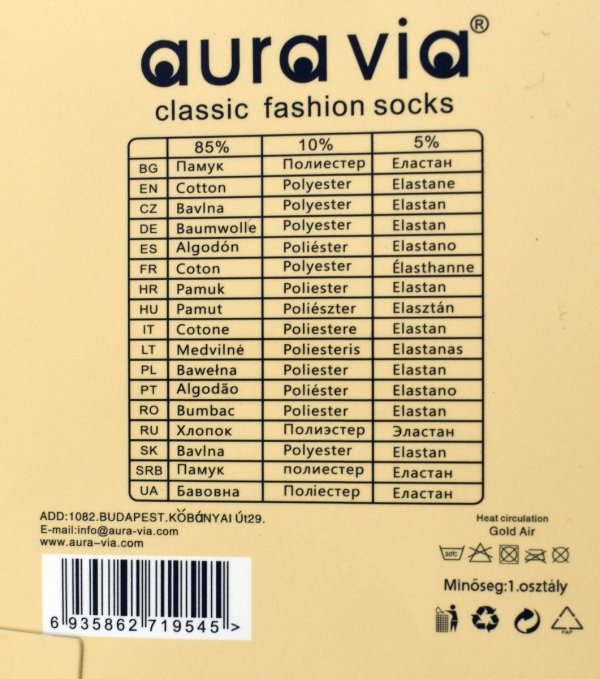 aura via®
classic fashion socks
85% 10% 5%
BG Памук Полиестер Еластан
EN Cotton Polyester Elastane
CZ Bavlna Polyester Elastan
DE Baumwolle Polyester Elastan
ES Algodón Poliéster Elastano
FR Coton Polyester Élasthanne
HR Pamuk Poliester Elastan
HU Pamut Poliészter Elasztán
IT Cotone Poliestere Elastan
LT Medvilnė Poliesteris Elastanas
PL Bawełna Poliester Elastan
PT Algodão Poliéster Elastano
RO Bumbac Poliester Elastan
RU Хлопок Полиэстер Эластан
SK Bavlna Polyester Elastan
SRB Памук полиестер Еластан
UA Бавовна Поліестер Еластан
ADD:1082.BUDAPEST.KŐBÁNYAI Út29.
E-mail:info@aura-via.com
www.aura-via.com
Heat circulation
Gold Air
30°C
Minőseg:1.osztály
PAP
6 935862 719545 >